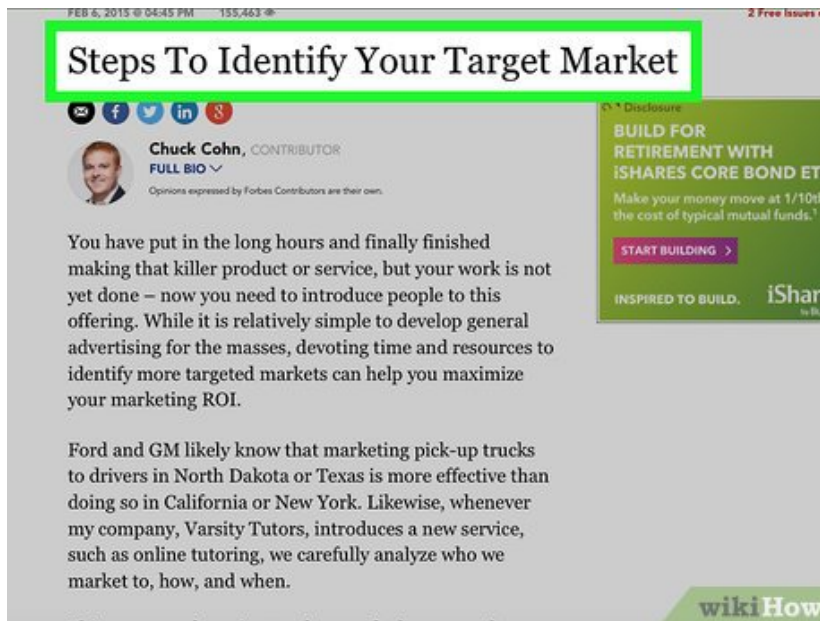 FEB 6, 2015 @ 04:45 PM 155,463
2 Free Issues
Steps To Identify Your Target Market
Chuck Cohn, CONTRIBUTOR
FULL BIO
Opinions expressed by Forbes Contributors are their own.
You have put in the long hours and finally finished
making that killer product or service, but your work is not
yet done – now you need to introduce people to this
offering. While it is relatively simple to develop general
advertising for the masses, devoting time and resources to
identify more targeted markets can help you maximize
your marketing ROI.
Ford and GM likely know that marketing pick-up trucks
to drivers in North Dakota or Texas is more effective than
doing so in California or New York. Likewise, whenever
my company, Varsity Tutors, introduces a new service,
such as online tutoring, we carefully analyze who we
market to, how, and when.
Disclosure
BUILD FOR
RETIREMENT WITH
iSHARES CORE BOND ET
Make your money move at 1/10t
the cost of typical mutual funds.¹
START BUILDING >
INSPIRED TO BUILD. iShar
wikiHow